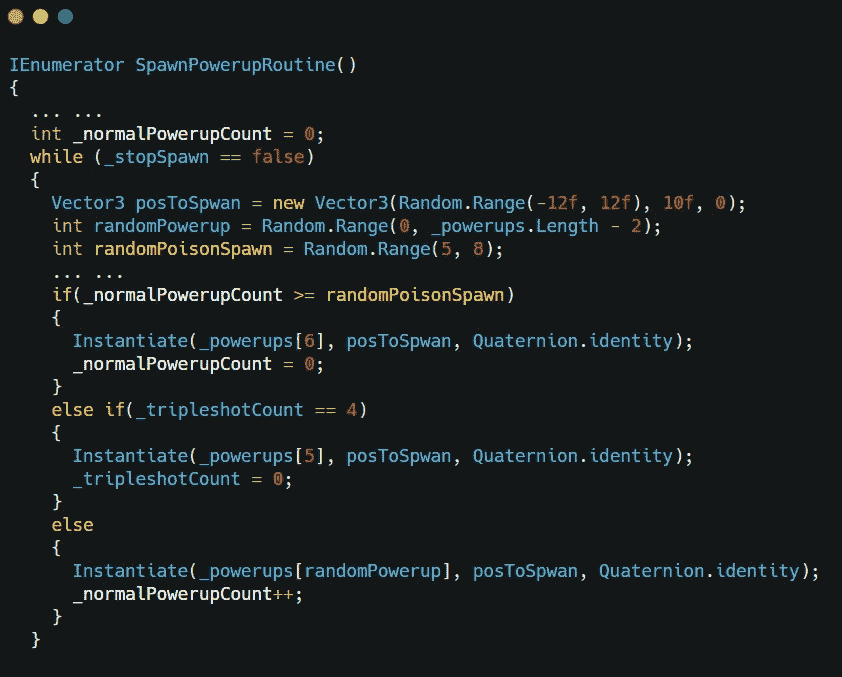 IEnumerator SpawnPowerupRoutine()
{
... ...
int _normalPowerupCount = 0;
while (_stopSpawn == false)
{
Vector3 posToSpwan = new Vector3(Random.Range(-12f, 12f), 10f, 0);
int randomPowerup = Random.Range(0, _powerups.Length - 2);
int randomPoisonSpawn = Random.Range(5, 8);
... ...
if(_normalPowerupCount >= randomPoisonSpawn)
{
Instantiate(_powerups[6], posToSpwan, Quaternion.identity);
_normalPowerupCount = 0;
}
else if(_tripleshotCount == 4)
{
Instantiate(_powerups[5], posToSpwan, Quaternion.identity);
_tripleshotCount = 0;
}
else
{
Instantiate(_powerups[randomPowerup], posToSpwan, Quaternion.identity);
_normalPowerupCount++;
}
}